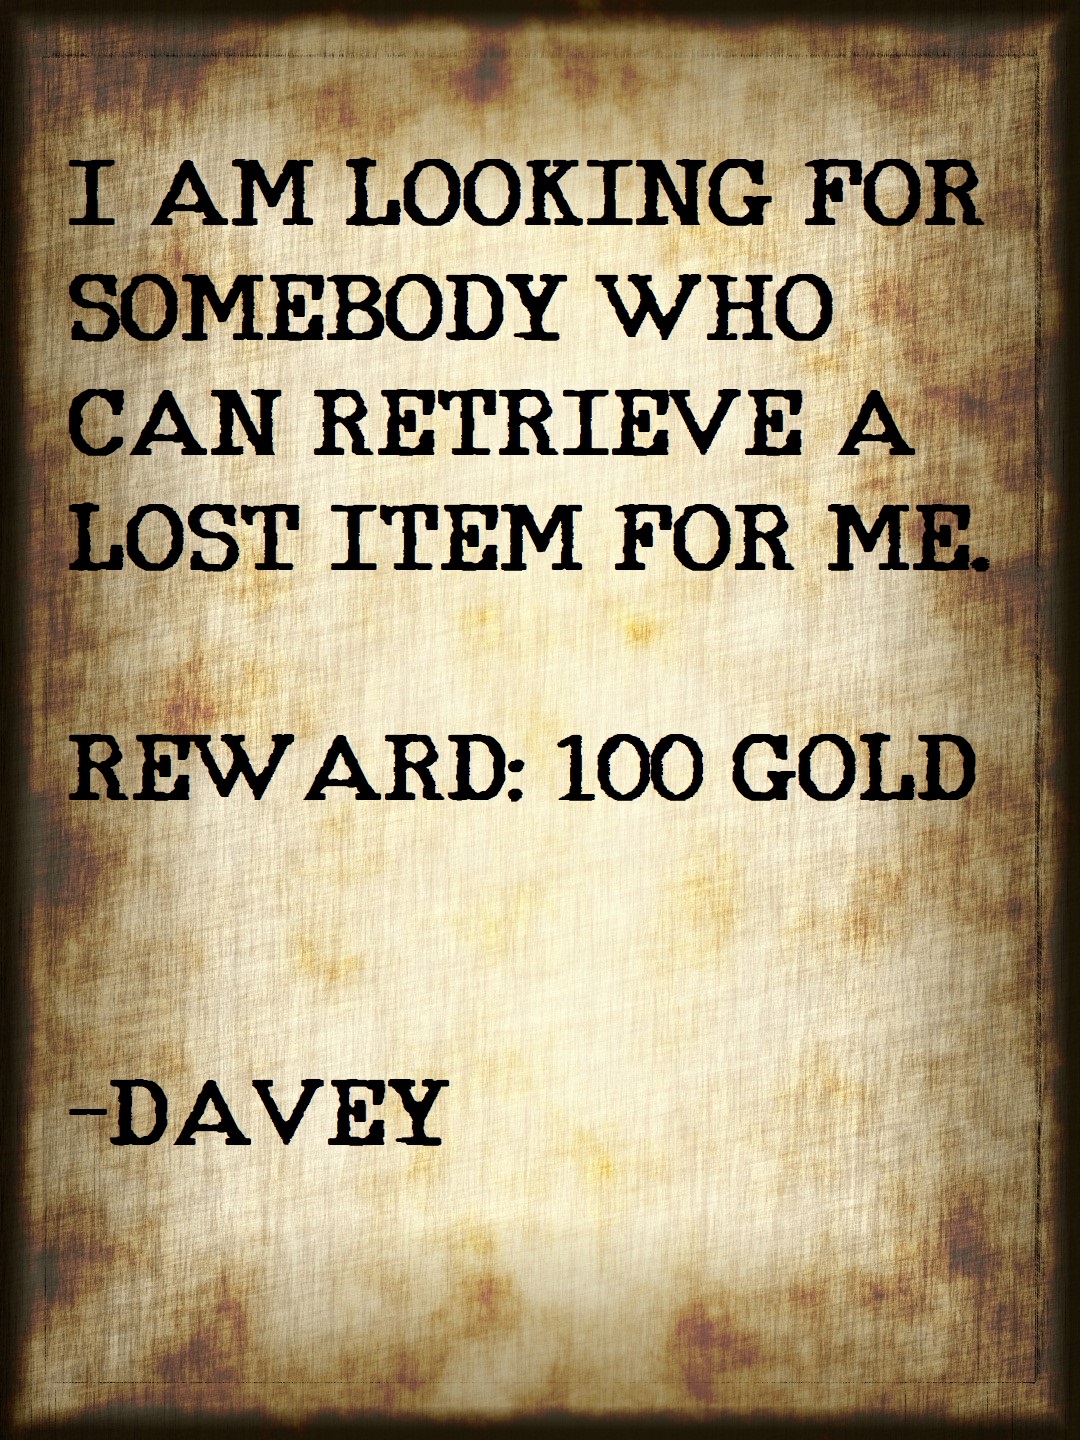 I AM LOOKING FOR
SOMEBODY WHO
CAN RETRIEVE A
LOST ITEM FOR ME.
REWARD: 100 GOLD
-DAVEY